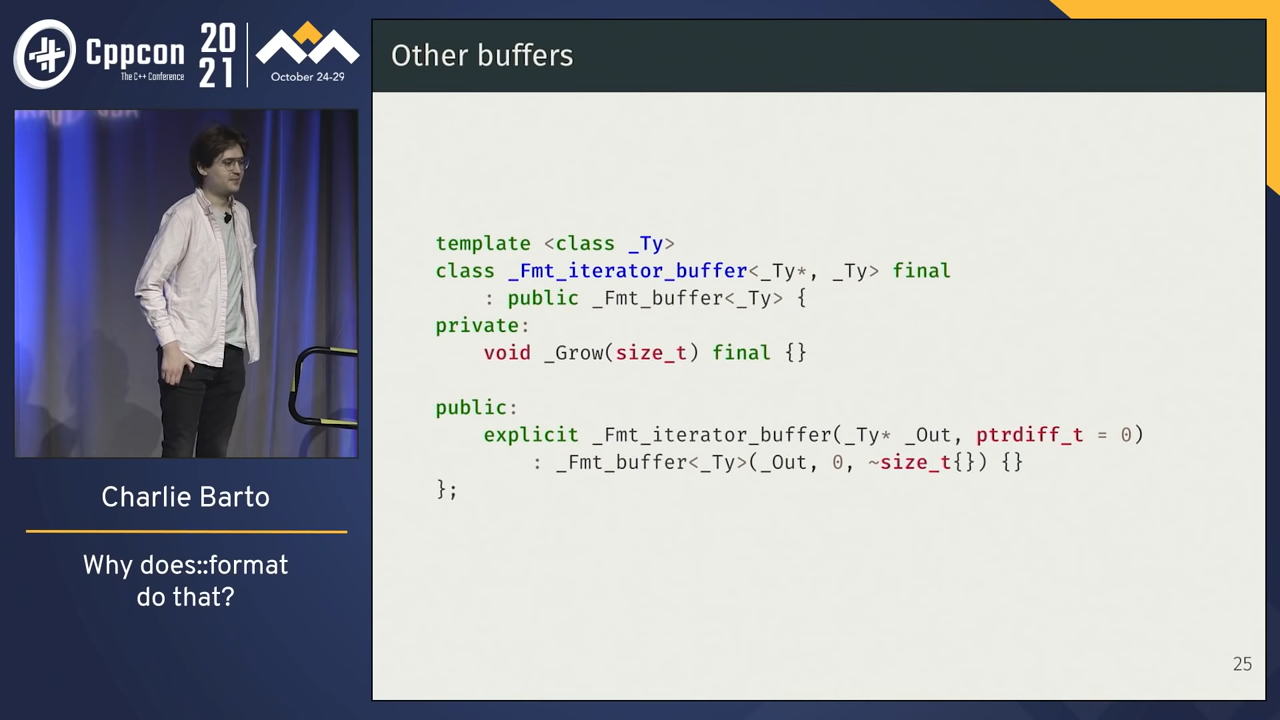 Cppcon
The C++ Conference
20
21
October 24-29
Charlie Barto
Why does::format
do that?
Other buffers
template <class _Ty>
class _Fmt_iterator_buffer<_Ty*, _Ty> final
    : public _Fmt_buffer<_Ty> {
private:
    void _Grow(size_t) final {}
public:
    explicit _Fmt_iterator_buffer(_Ty* _Out, ptrdiff_t = 0)
        : _Fmt_buffer<_Ty>(_Out, 0, ~size_t{}) {}
};
25